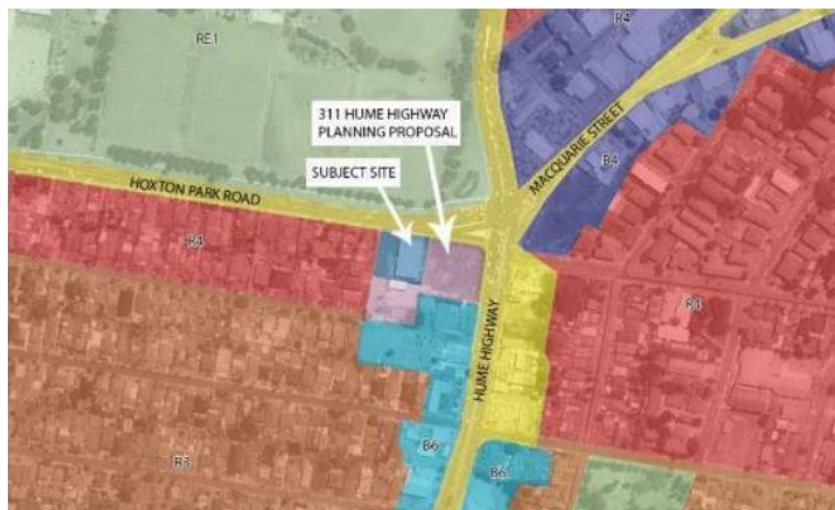 RE1
B4
311 HUME HIGHWAY
PLANNING PROPOSAL
SUBJECT SITE
MACQUARIE STREET
B4
HOXTON PARK ROAD
R4
R4
HUME HIGHWAY
R3
B6
B6